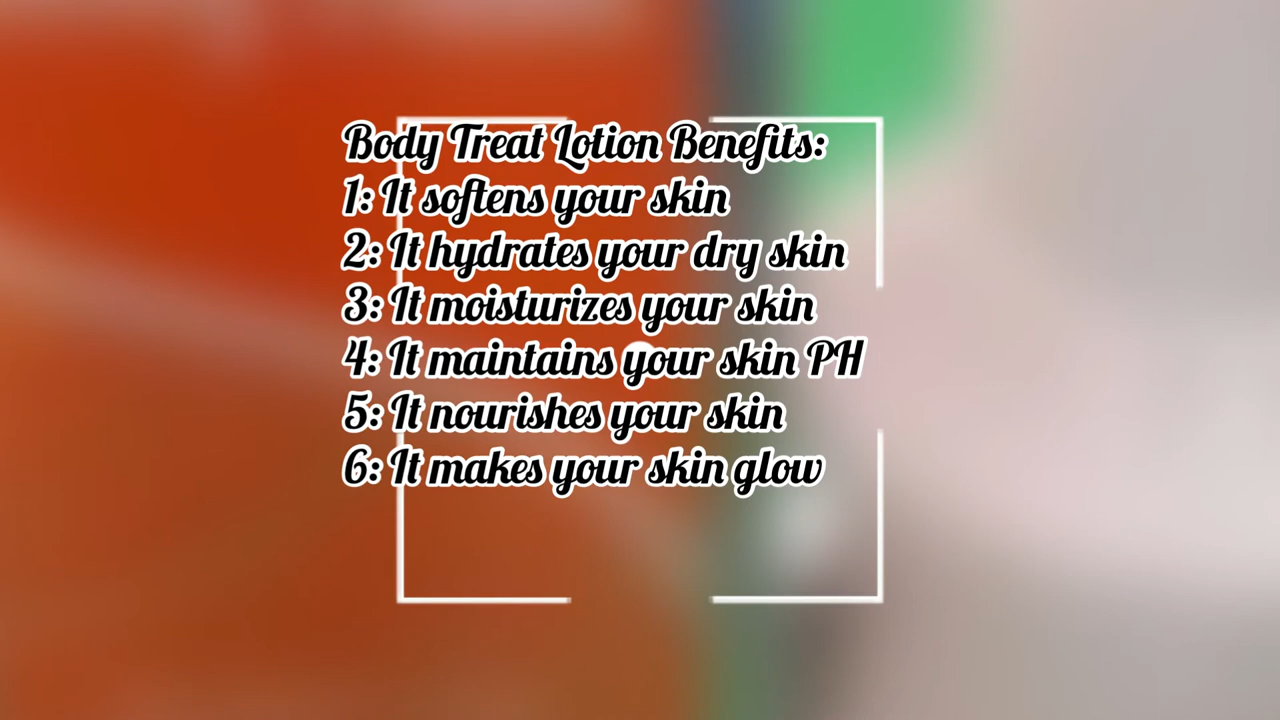 Body Treat Lotion Benefits:
1: It softens your skin
2: It hydrates your dry skin
3: It moisturizes your skin
4: It maintains your skin PH
5: It nourishes your skin
6: It makes your skin glow